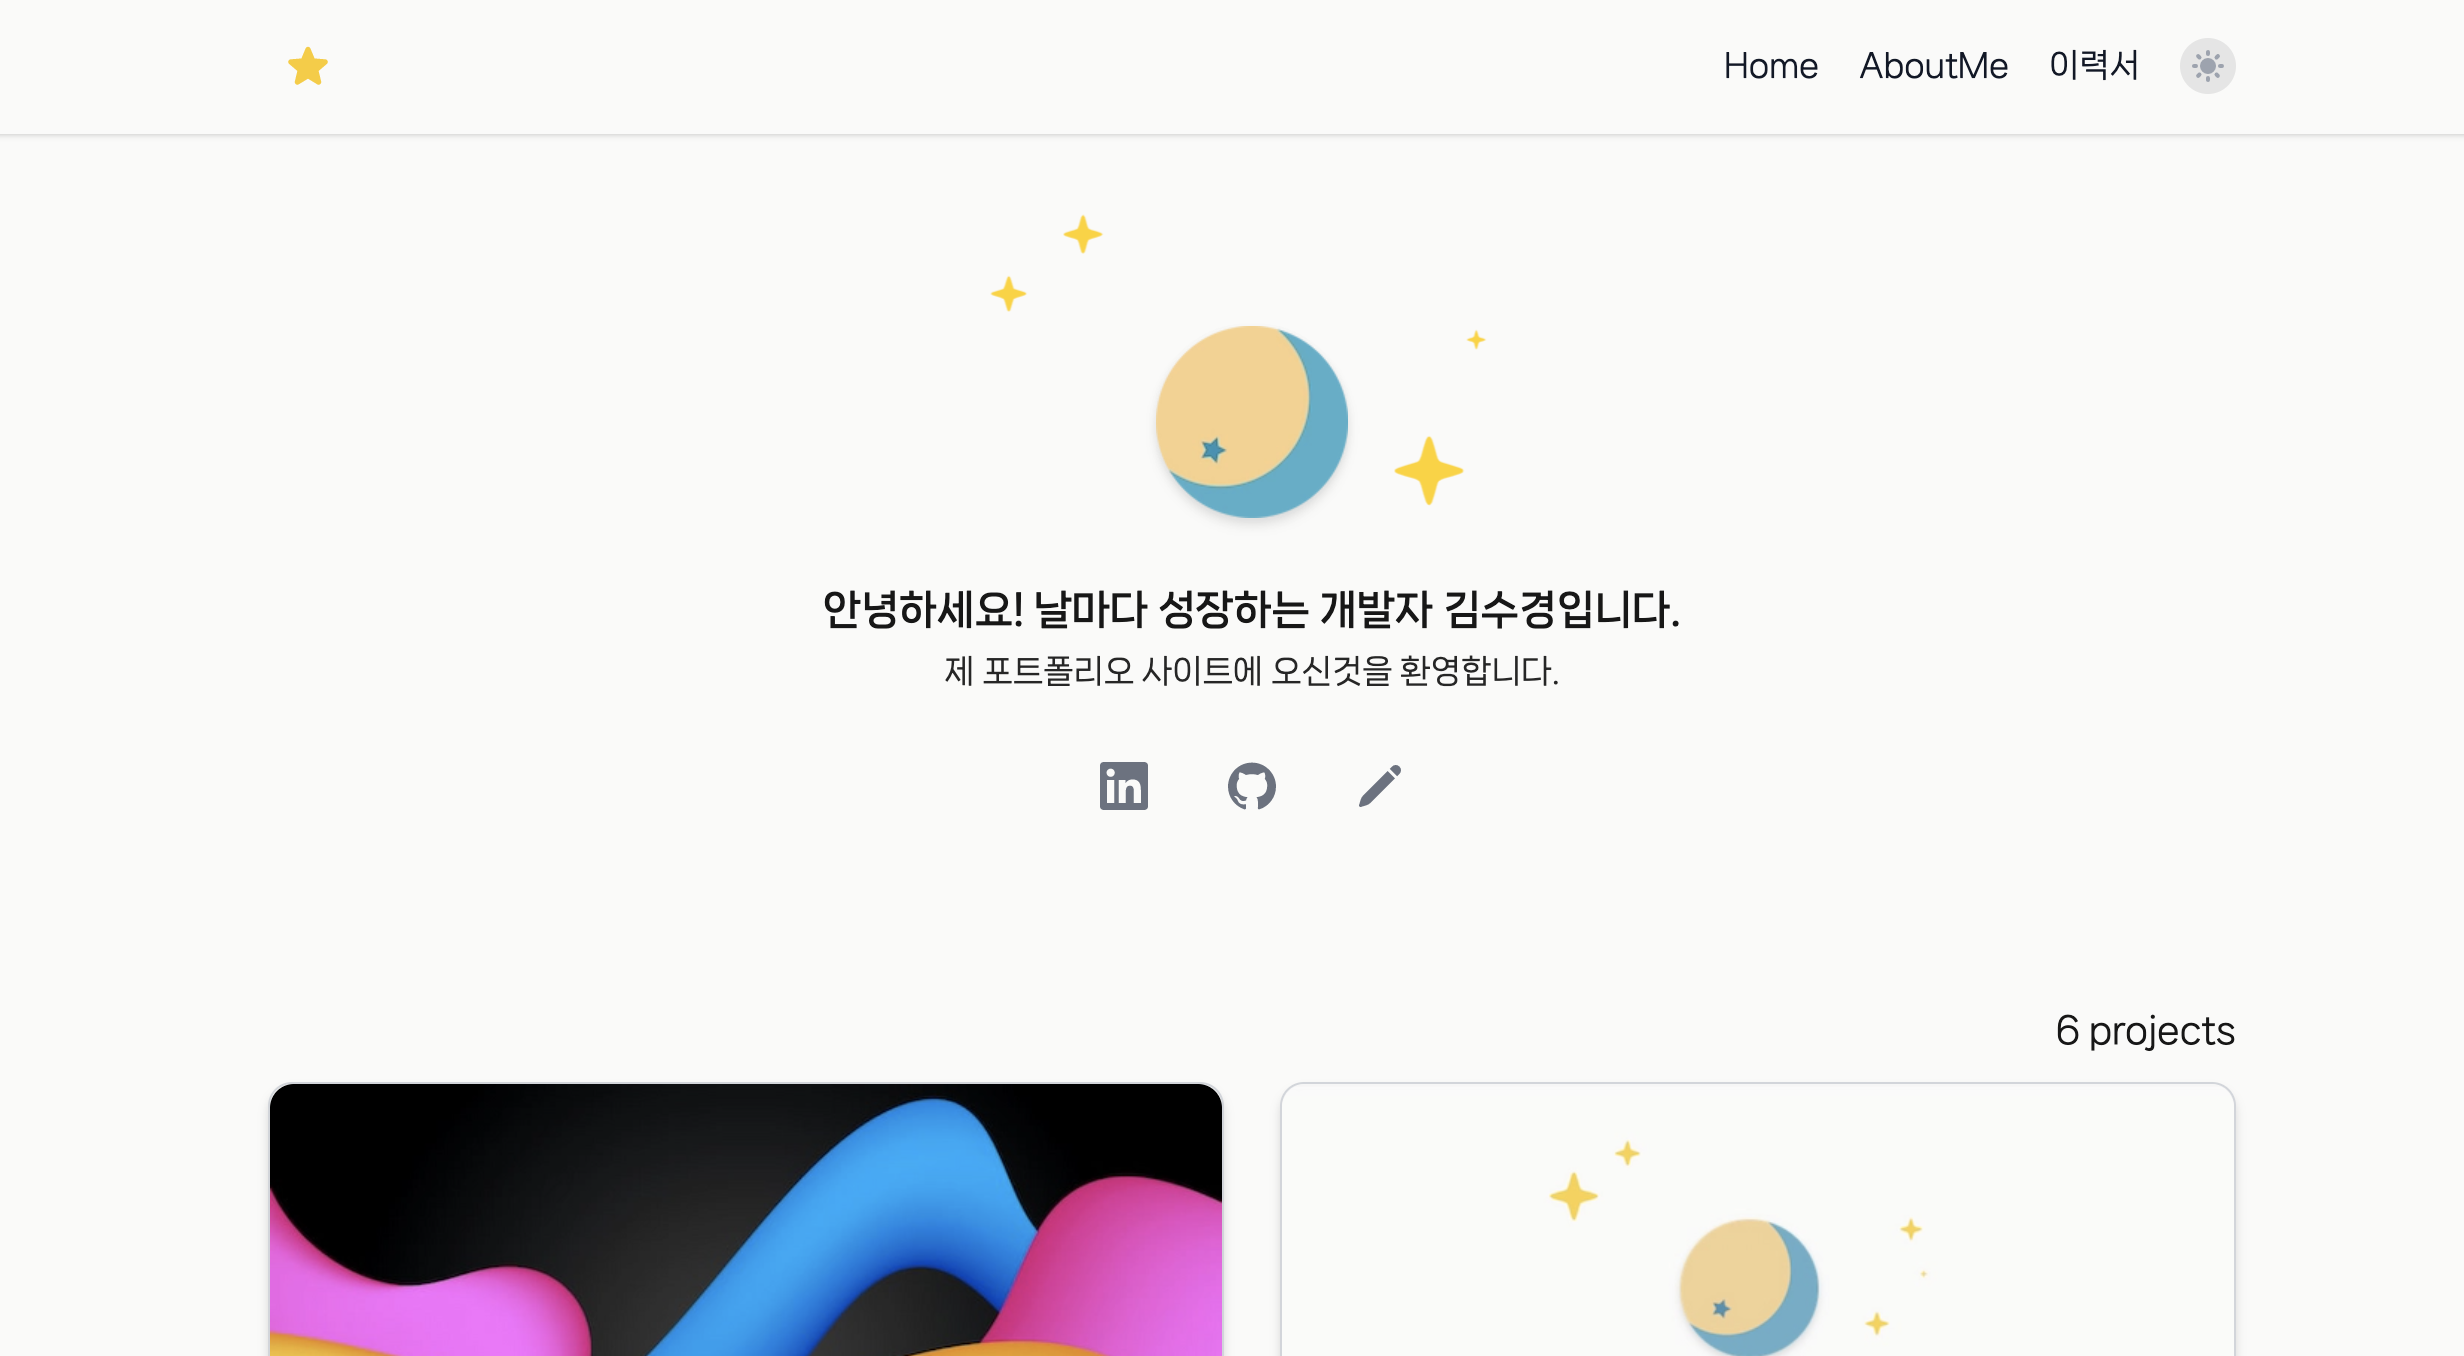 Home AboutMe 이력서
안녕하세요! 날마다 성장하는 개발자 김수경입니다.
제 포트폴리오 사이트에 오신것을 환영합니다.
in
6 projects